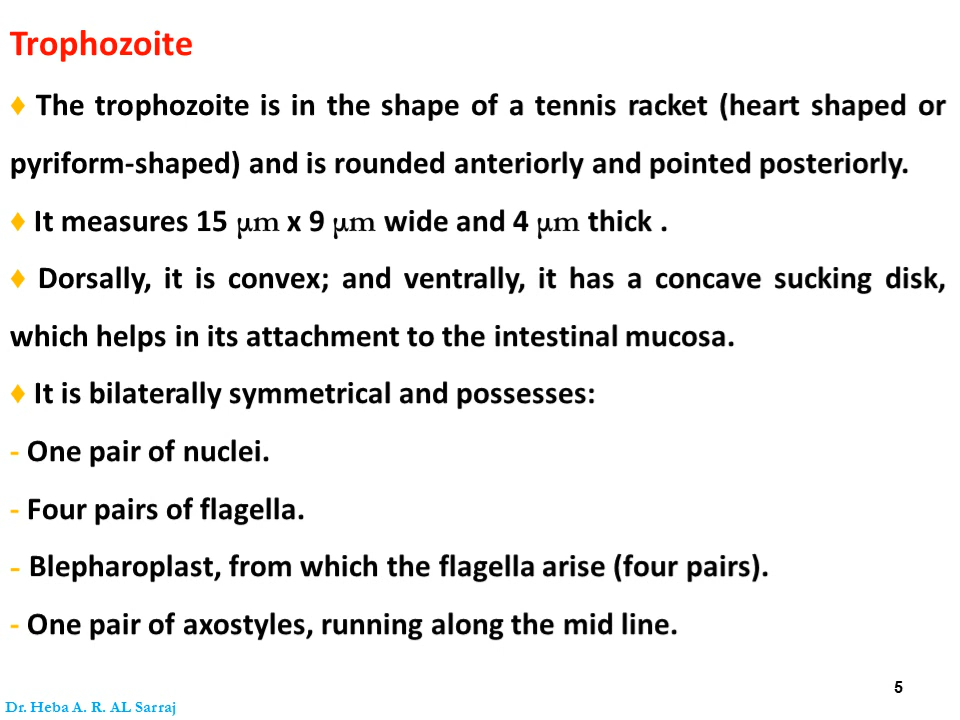 Trophozoite
♦ The trophozoite is in the shape of a tennis racket (heart shaped or
pyriform-shaped) and is rounded anteriorly and pointed posteriorly.
♦ It measures 15 µm x 9 µm wide and 4 µm thick .
♦ Dorsally, it is convex; and ventrally, it has a concave sucking disk,
which helps in its attachment to the intestinal mucosa.
♦ It is bilaterally symmetrical and possesses:
- One pair of nuclei.
- Four pairs of flagella.
- Blepharoplast, from which the flagella arise (four pairs).
- One pair of axostyles, running along the mid line.
5
Dr. Heba A. R. AL Sarraj